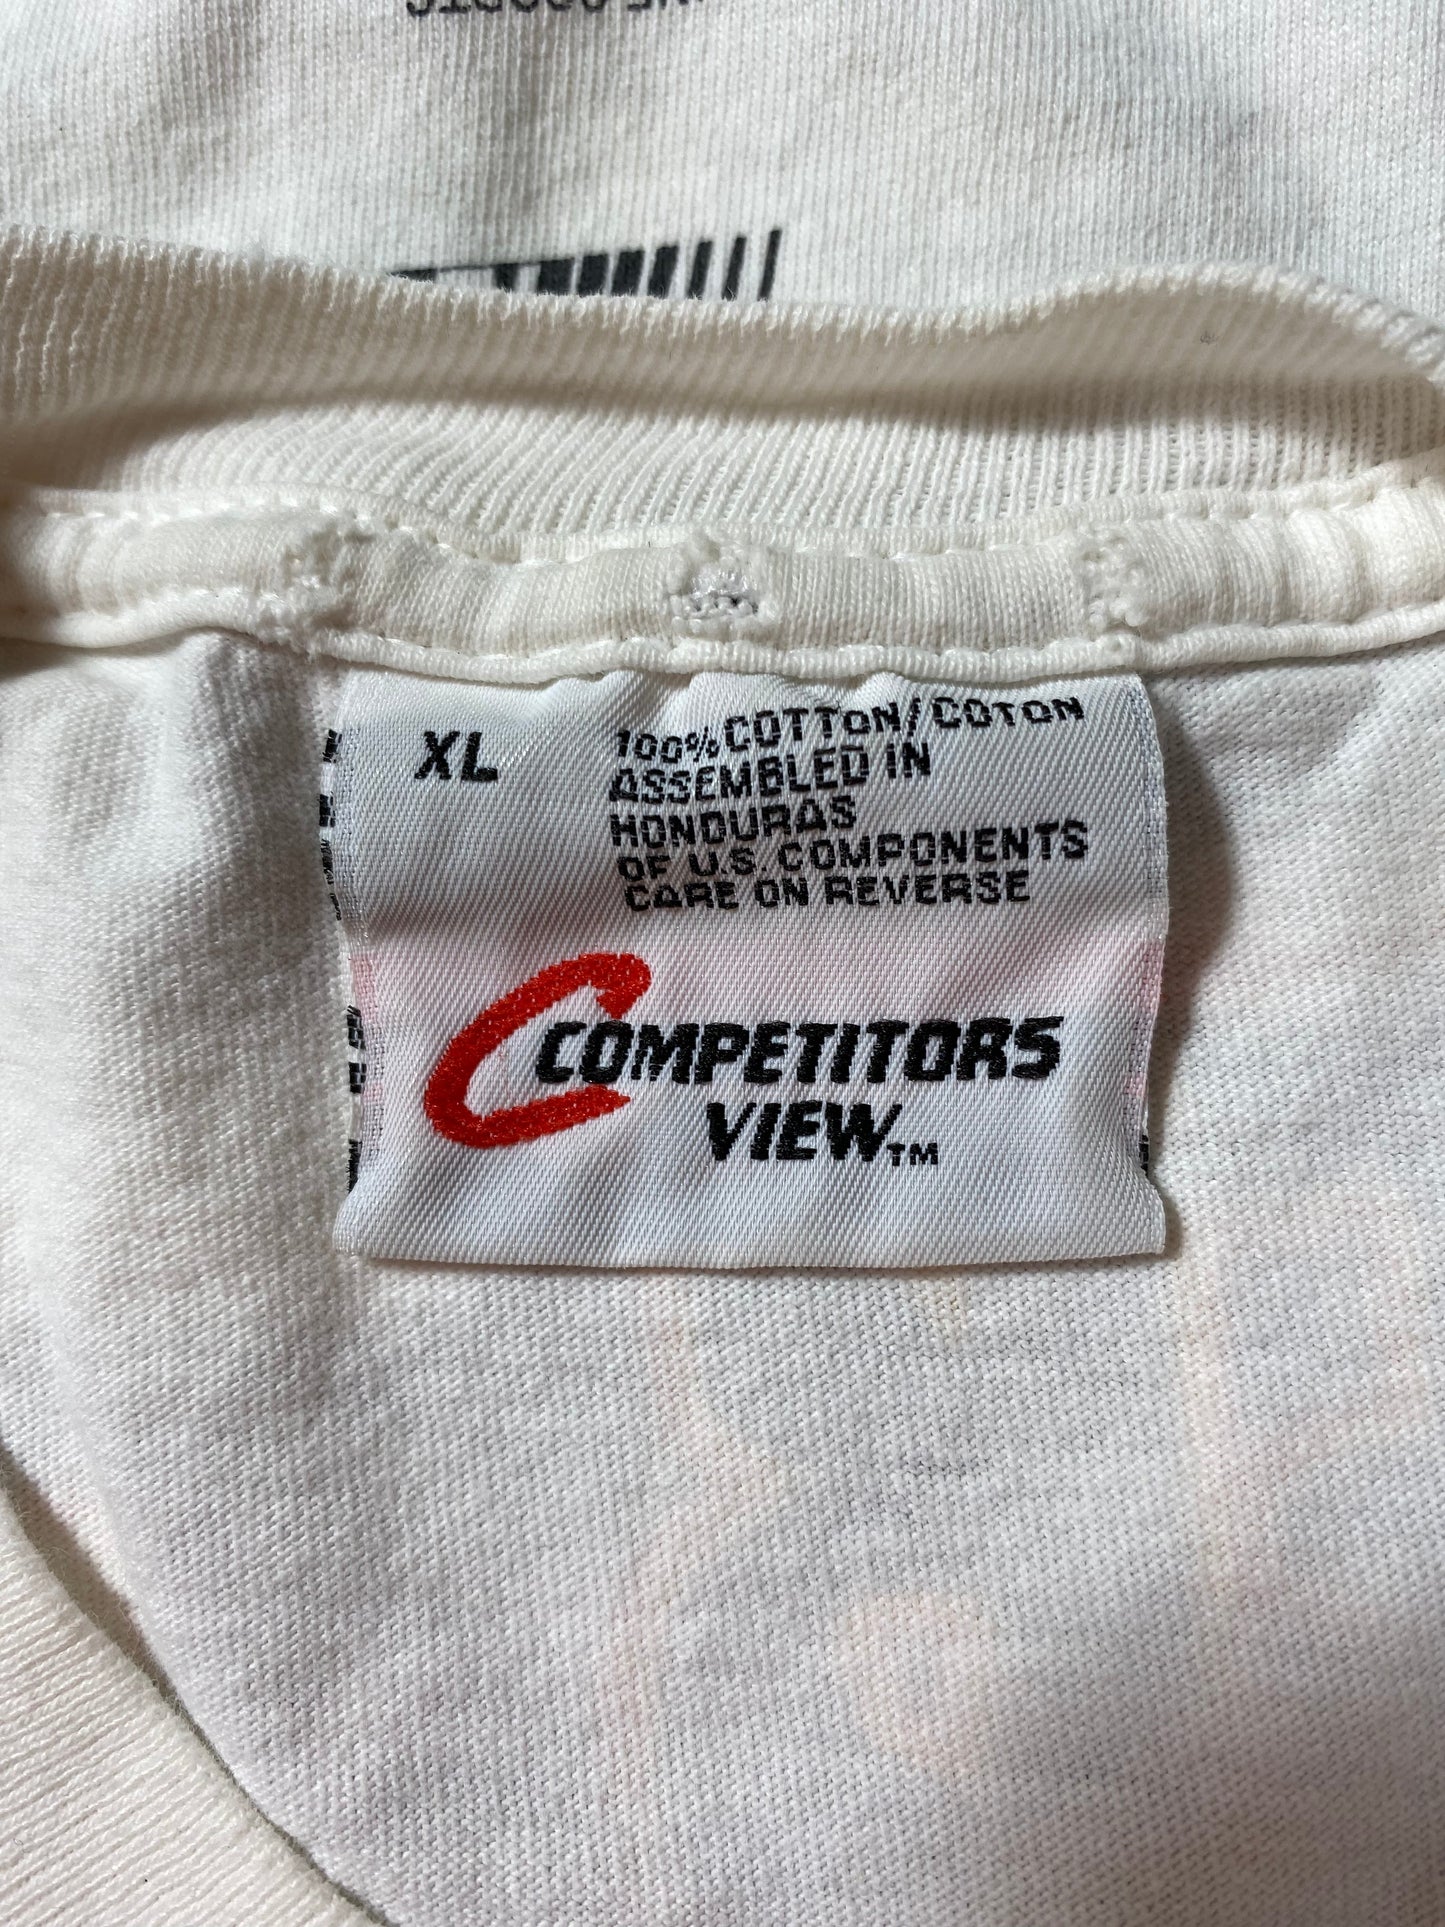 XL
100% COTTON/COTON
ASSEMBLED IN
HONDURAS
OF U.S. COMPONENTS
CARE ON REVERSE
COMPETITORS
VIEW™